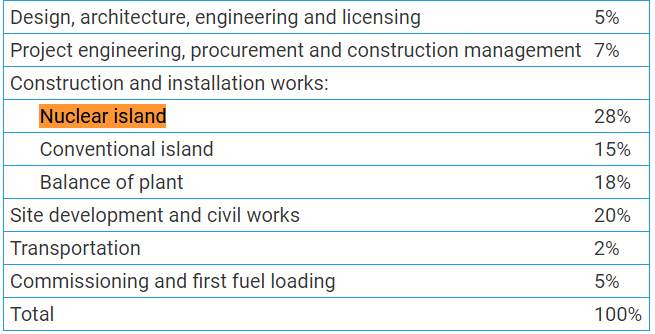 Design, architecture, engineering and licensing 5%
Project engineering, procurement and construction management 7%
Construction and installation works:
Nuclear island 28%
Conventional island 15%
Balance of plant 18%
Site development and civil works 20%
Transportation 2%
Commissioning and first fuel loading 5%
Total 100%